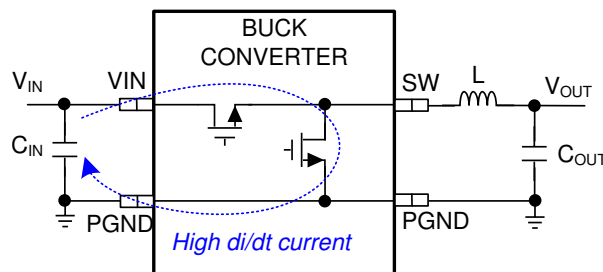 BUCK
CONVERTER
VIN
VIN
SW
L
VOUT
CIN
COUT
PGND
PGND
High di/dt current